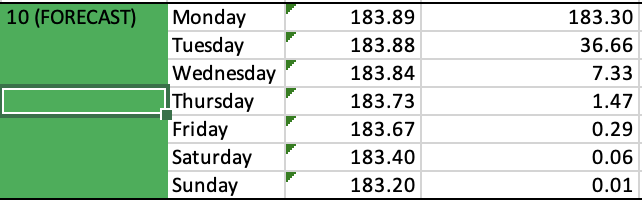 10 (FORECAST) Monday 183.89 183.30
Tuesday 183.88 36.66
Wednesday 183.84 7.33
Thursday 183.73 1.47
Friday 183.67 0.29
Saturday 183.40 0.06
Sunday 183.20 0.01